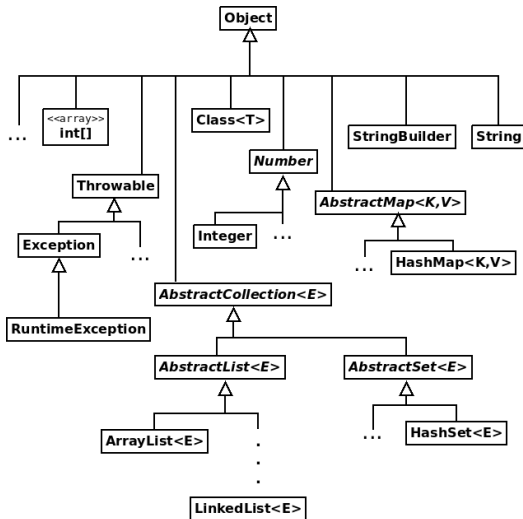 Object
<<array>>
int[]
...
Class<T>
StringBuilder
String
Number
Throwable
AbstractMap<K,V>
Exception
...
Integer
...
...
HashMap<K,V>
AbstractCollection<E>
RuntimeException
AbstractList<E>
AbstractSet<E>
ArrayList<E>
...
HashSet<E>
.
.
.
LinkedList<E>